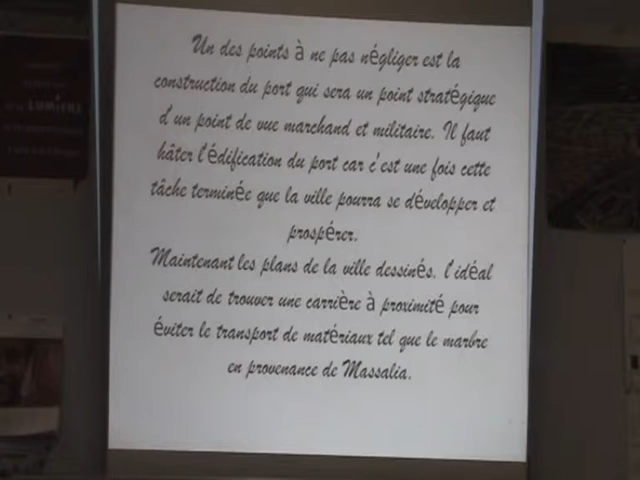 Un des points à ne pas négliger est la
construction du port qui sera un point stratégique
d'un point de vue marchand et militaire. Il faut
hâter l'édification du port car c'est une fois cette
tâche terminée que la ville pourra se développer et
prospérer.
Maintenant les plans de la ville dessinés. l'idéal
serait de trouver une carrière à proximité pour
éviter le transport de matériaux tel que le marbre
en provenance de Massalia.
LUMIÈRE